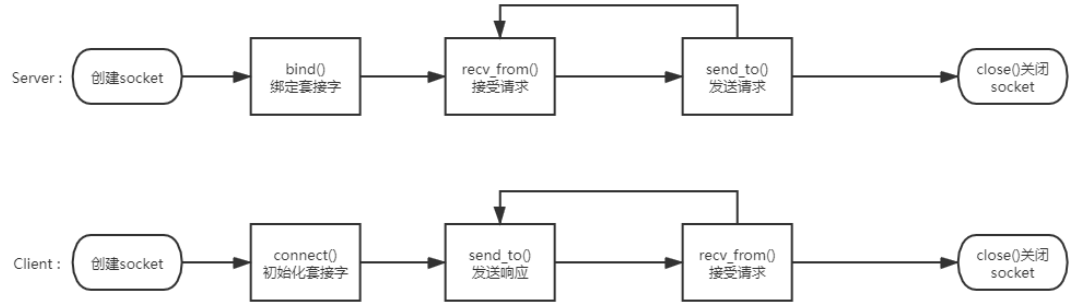 Server :
创建socket
bind()
绑定套接字
recv_from()
接受请求
send_to()
发送请求
close()关闭
socket
Client :
创建socket
connect()
初始化套接字
send_to()
发送响应
recv_from()
接受请求
close()关闭
socket